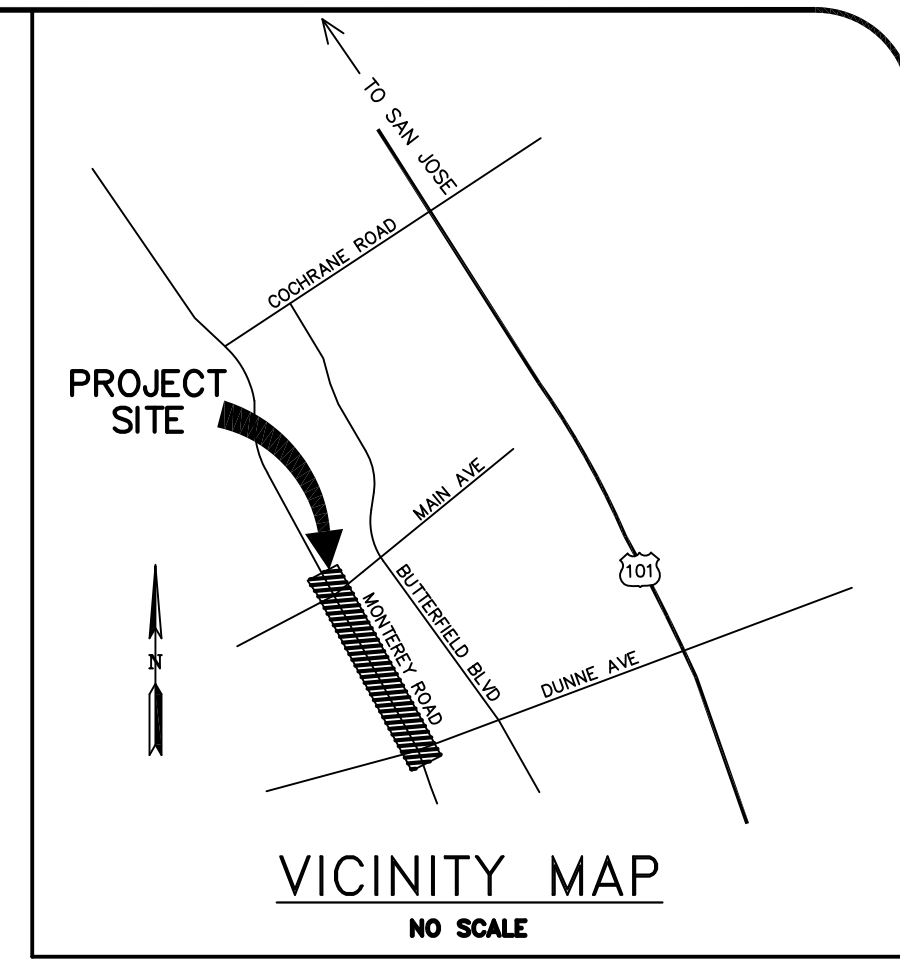 TO SAN JOSE
COCHRANE ROAD
PROJECT
SITE
MAIN AVE
101
BUTTERFIELD BLVD
MONTEREY ROAD
N
DUNNE AVE
VICINITY MAP
NO SCALE